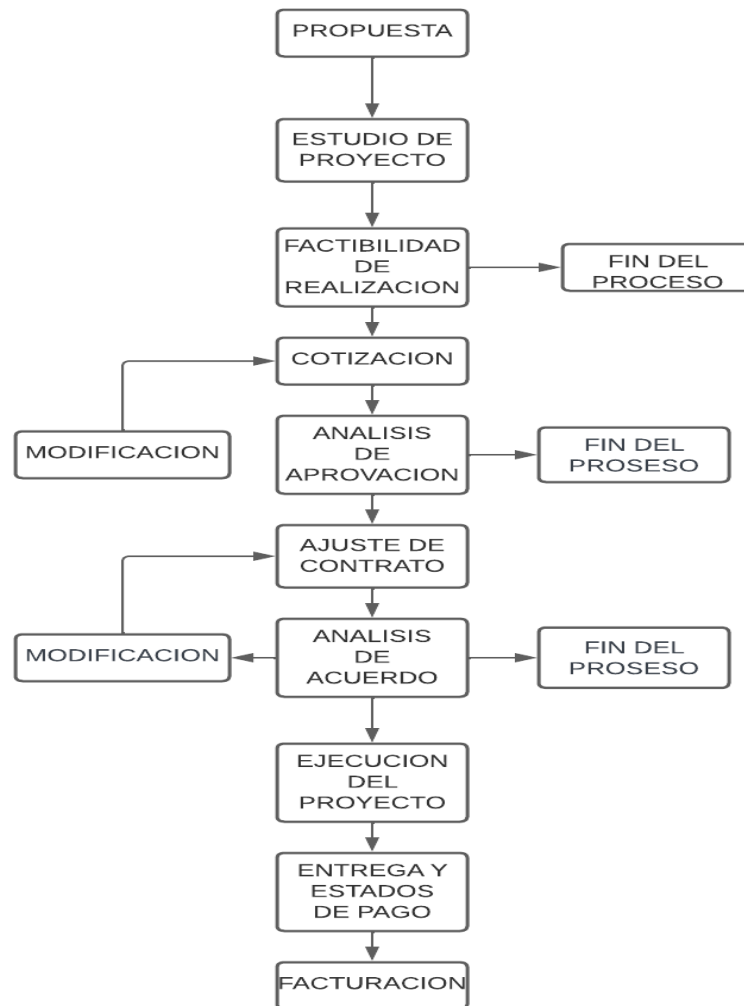 PROPUESTA
ESTUDIO DE
PROYECTO
FACTIBILIDAD
DE
REALIZACION
FIN DEL
PROCESO
COTIZACION
MODIFICACION
ANALISIS
DE
APROVACION
FIN DEL
PROSESO
AJUSTE DE
CONTRATO
MODIFICACION
ANALISIS
DE
ACUERDO
FIN DEL
PROSESO
EJECUCION
DEL
PROYECTO
ENTREGA Y
ESTADOS
DE PAGO
FACTURACION